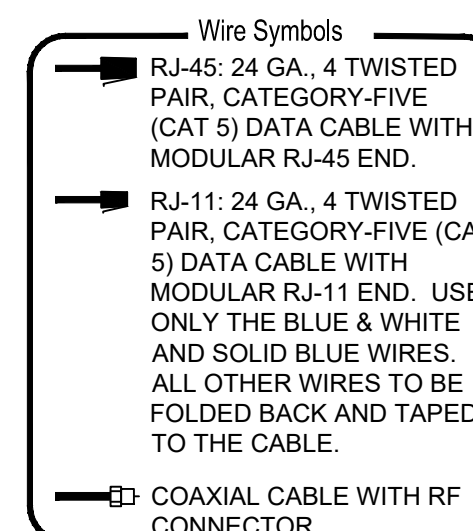 Wire Symbols
RJ-45: 24 GA., 4 TWISTED
PAIR, CATEGORY-FIVE
(CAT 5) DATA CABLE WITH
MODULAR RJ-45 END.
RJ-11: 24 GA., 4 TWISTED
PAIR, CATEGORY-FIVE (CA
5) DATA CABLE WITH
MODULAR RJ-11 END. USE
ONLY THE BLUE & WHITE
AND SOLID BLUE WIRES.
ALL OTHER WIRES TO BE
FOLDED BACK AND TAPED
TO THE CABLE.
COAXIAL CABLE WITH RF
CONNECTOR